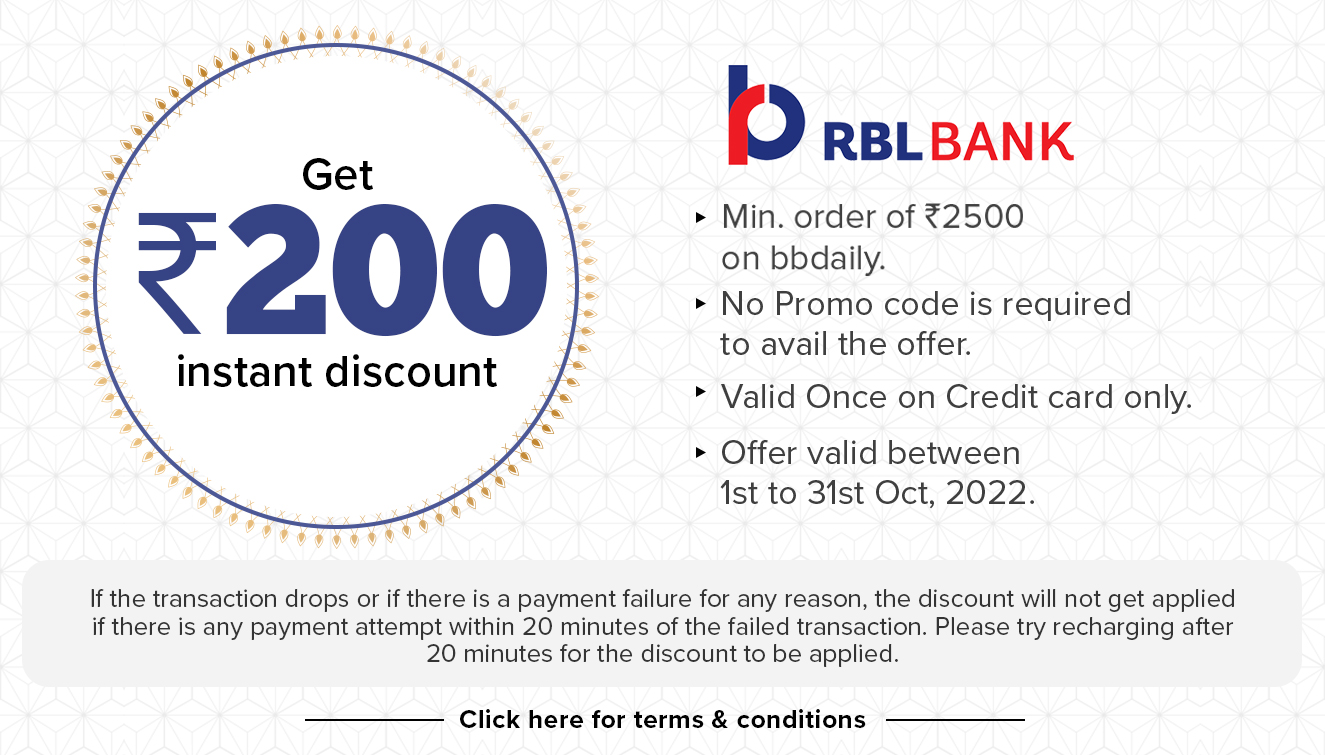 Get
₹200
instant discount
RBL BANK
Min. order of ₹2500
on bbdaily.
No Promo code is required
to avail the offer.
Valid Once on Credit card only.
Offer valid between
1st to 31st Oct, 2022.
If the transaction drops or if there is a payment failure for any reason, the discount will not get applied
if there is any payment attempt within 20 minutes of the failed transaction. Please try recharging after
20 minutes for the discount to be applied.
Click here for terms & conditions